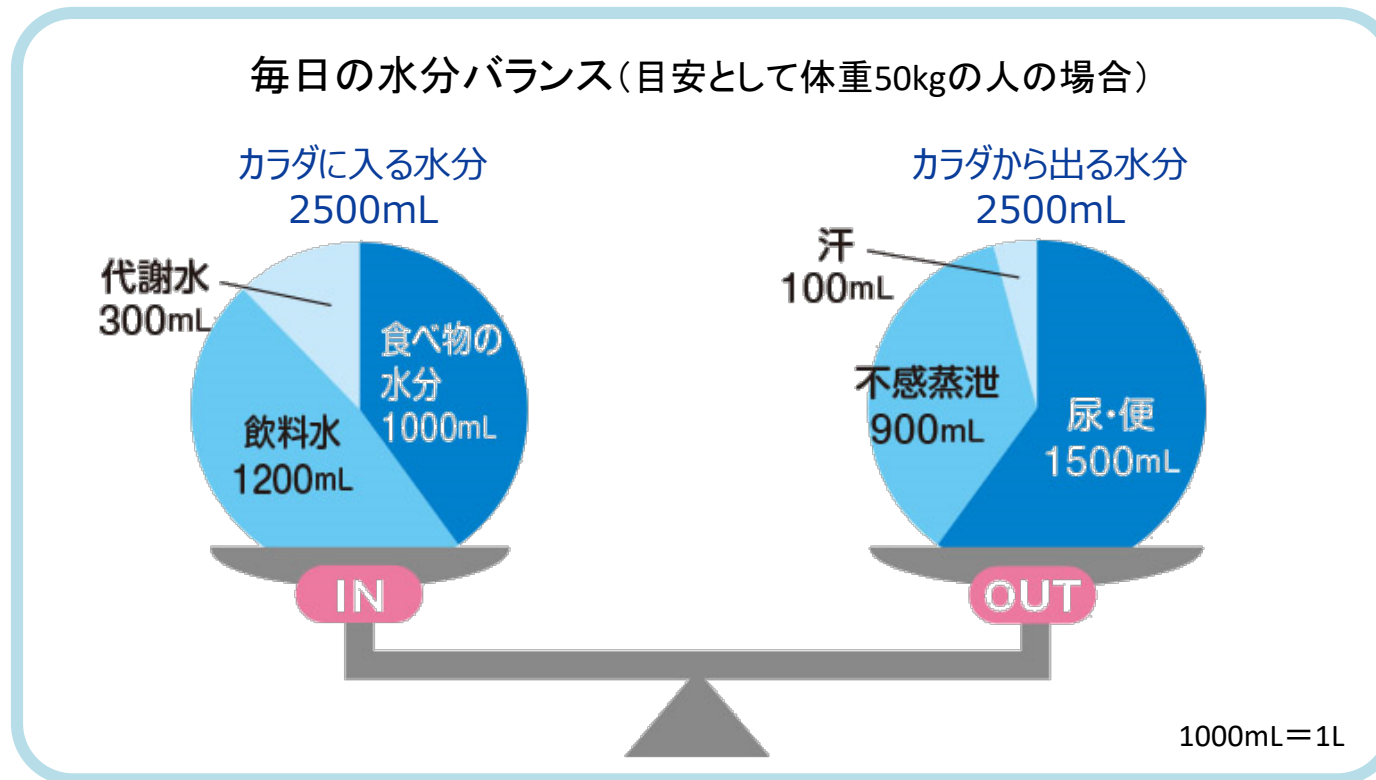 毎日の水分バランス（目安として体重50kgの人の場合）
カラダに入る水分
2500mL
代謝水
300mL
食べ物の
水分
1000mL
飲料水
1200mL
IN
カラダから出る水分
2500mL
汗
100mL
不感蒸泄
900mL
尿・便
1500mL
OUT
1000mL＝1L